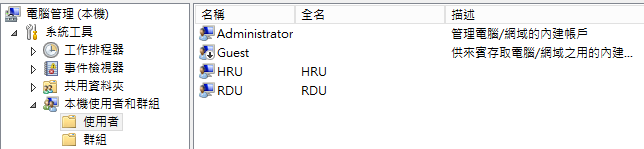 電腦管理 (本機)
系統工具
工作排程器
事件檢視器
共用資料夾
本機使用者和群組
使用者
群組
名稱 全名 描述
Administrator 管理電腦/網域的內建帳戶
Guest 供來賓存取電腦/網域之用的內建...
HRU HRU
RDU RDU